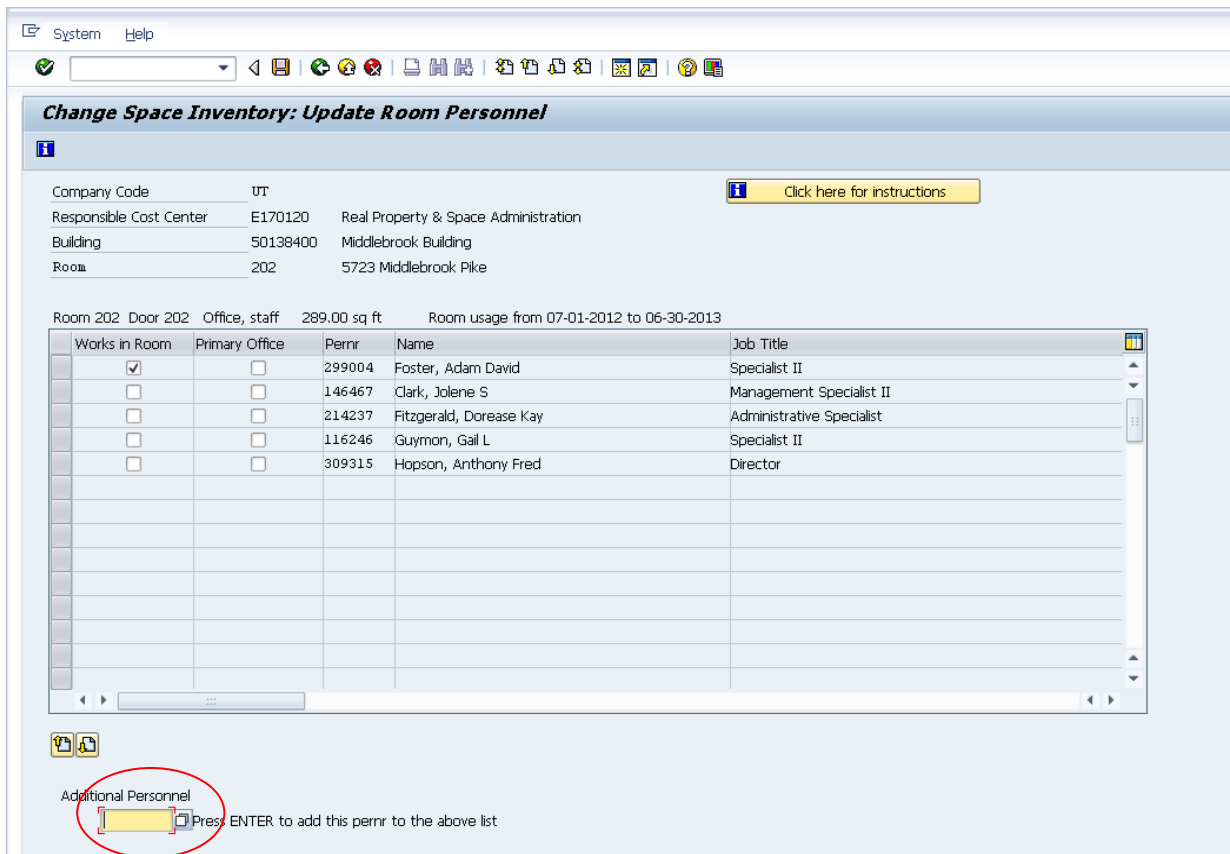 System Help
Change Space Inventory: Update Room Personnel
Company Code UT
Click here for instructions
Responsible Cost Center E170120 Real Property & Space Administration
Building 50138400 Middlebrook Building
Room 202 5723 Middlebrook Pike
Room 202 Door 202 Office, staff 289.00 sq ft Room usage from 07-01-2012 to 06-30-2013
Works in Room Primary Office Pernr Name Job Title
299004 Foster, Adam David Specialist II
146467 Clark, Jolene S Management Specialist II
214237 Fitzgerald, Dorease Kay Administrative Specialist
116246 Guymon, Gail L Specialist II
309315 Hopson, Anthony Fred Director
Additional Personnel
Press ENTER to add this pernr to the above list